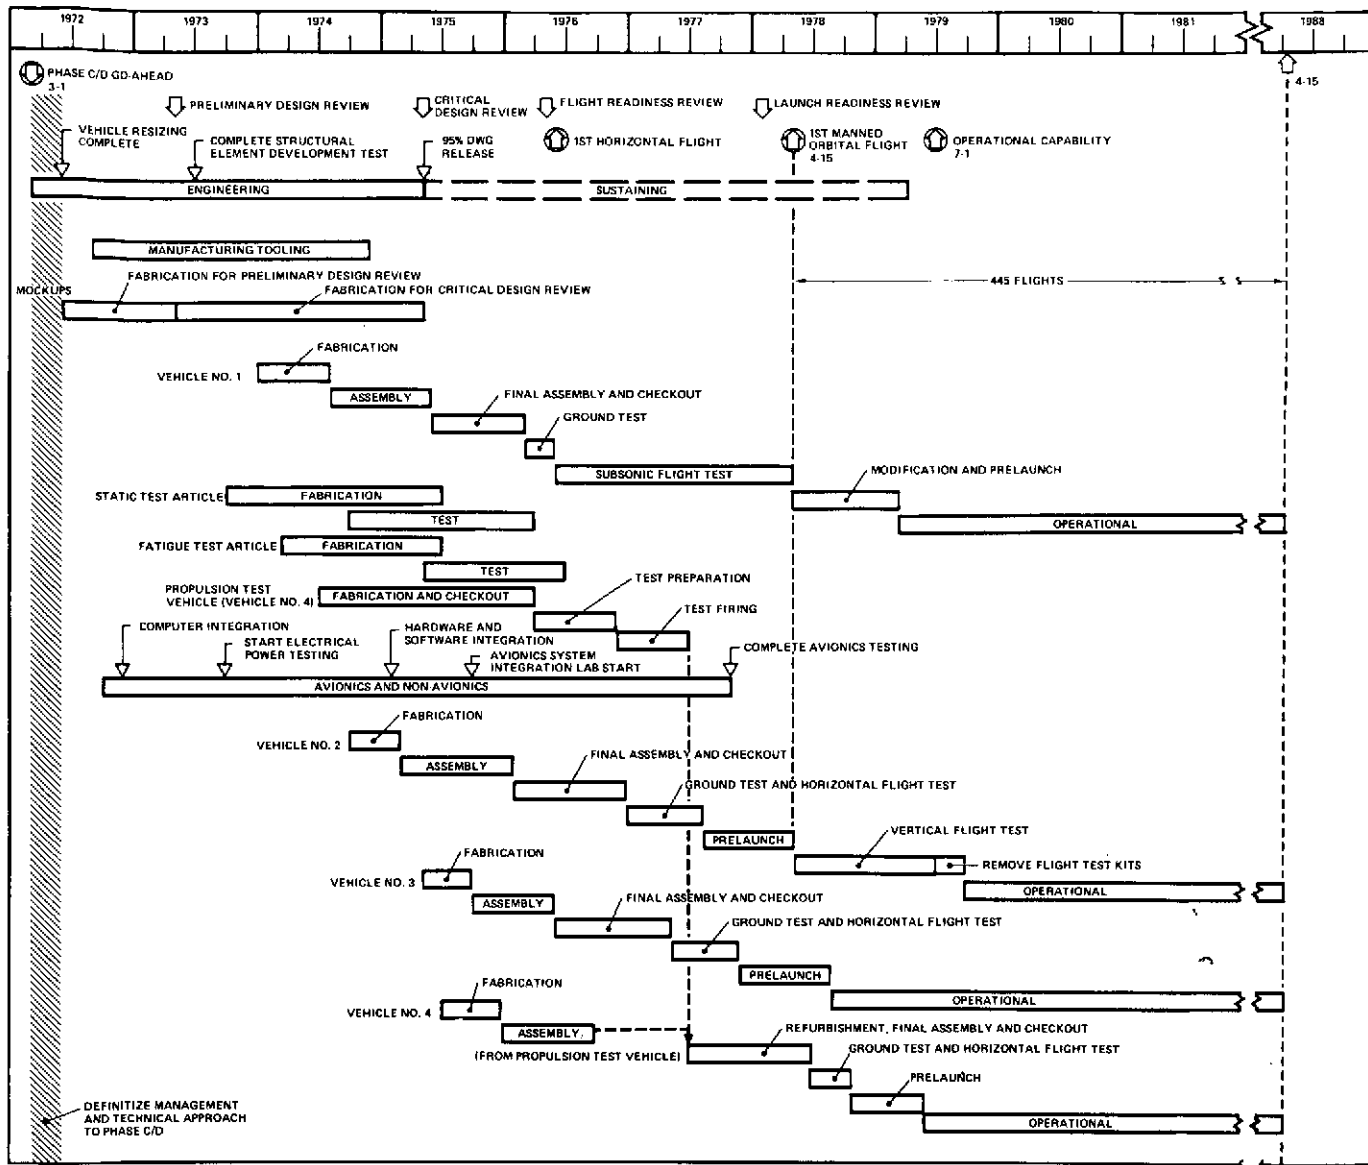 1972 1973 1974 1975 1976 1977 1978 1979 1980 1981 1988
PHASE C/D GO-AHEAD
3-1
4-15
PRELIMINARY DESIGN REVIEW
CRITICAL
DESIGN REVIEW
FLIGHT READINESS REVIEW
LAUNCH READINESS REVIEW
VEHICLE RESIZING
COMPLETE
COMPLETE STRUCTURAL
ELEMENT DEVELOPMENT TEST
95% DWG
RELEASE
1ST HORIZONTAL FLIGHT
1ST MANNED
ORBITAL FLIGHT
4-15
OPERATIONAL CAPABILITY
7-1
ENGINEERING
SUSTAINING
MANUFACTURING TOOLING
FABRICATION FOR PRELIMINARY DESIGN REVIEW
MOCKUPS
FABRICATION FOR CRITICAL DESIGN REVIEW
445 FLIGHTS
FABRICATION
VEHICLE NO. 1
ASSEMBLY
FINAL ASSEMBLY AND CHECKOUT
GROUND TEST
SUBSONIC FLIGHT TEST
MODIFICATION AND PRELAUNCH
STATIC TEST ARTICLE
FABRICATION
TEST
OPERATIONAL
FATIGUE TEST ARTICLE
FABRICATION
TEST
PROPULSION TEST
VEHICLE (VEHICLE NO. 4)
FABRICATION AND CHECKOUT
TEST PREPARATION
TEST FIRING
COMPUTER INTEGRATION
START ELECTRICAL
POWER TESTING
HARDWARE AND
SOFTWARE INTEGRATION
AVIONICS SYSTEM
INTEGRATION LAB START
COMPLETE AVIONICS TESTING
AVIONICS AND NON-AVIONICS
FABRICATION
VEHICLE NO. 2
ASSEMBLY
FINAL ASSEMBLY AND CHECKOUT
GROUND TEST AND HORIZONTAL FLIGHT TEST
PRELAUNCH
VERTICAL FLIGHT TEST
REMOVE FLIGHT TEST KITS
OPERATIONAL
FABRICATION
VEHICLE NO. 3
ASSEMBLY
FINAL ASSEMBLY AND CHECKOUT
GROUND TEST AND HORIZONTAL FLIGHT TEST
PRELAUNCH
OPERATIONAL
FABRICATION
VEHICLE NO. 4
ASSEMBLY
(FROM PROPULSION TEST VEHICLE)
REFURBISHMENT, FINAL ASSEMBLY AND CHECKOUT
GROUND TEST AND HORIZONTAL FLIGHT TEST
PRELAUNCH
OPERATIONAL
DEFINITIZE MANAGEMENT
AND TECHNICAL APPROACH
TO PHASE C/D